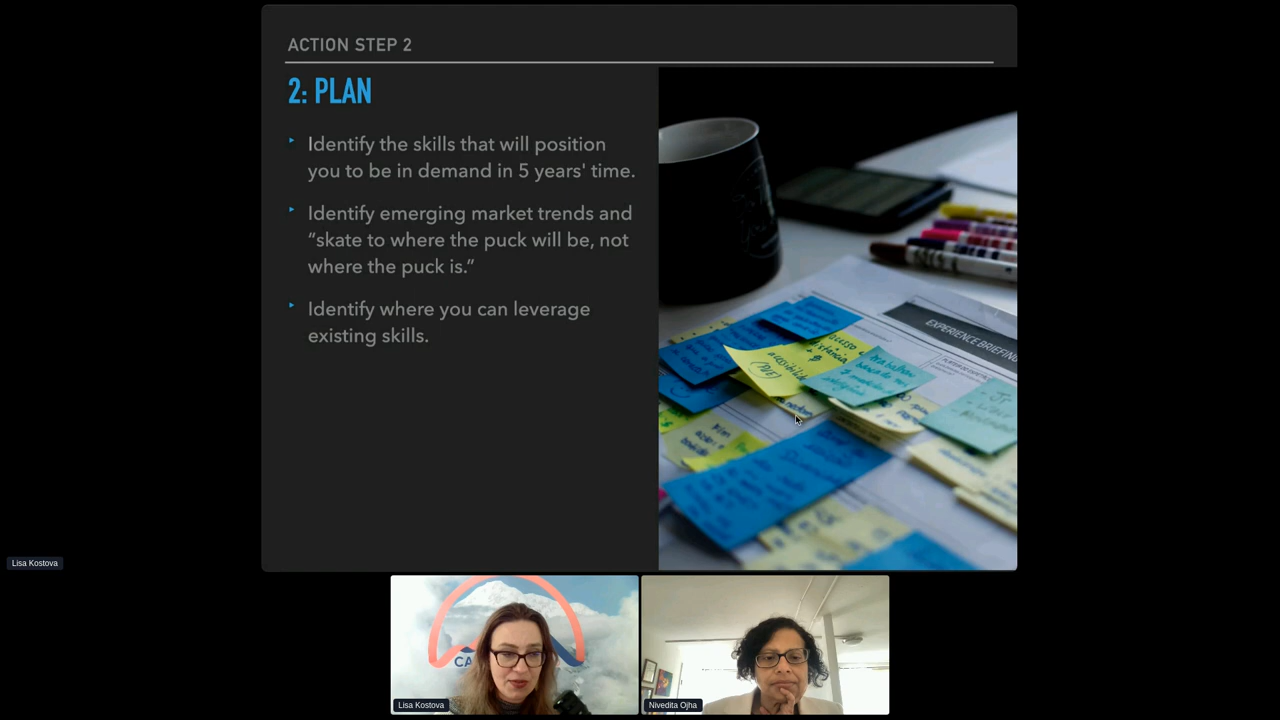 ACTION STEP 2
2: PLAN
Identify the skills that will position
you to be in demand in 5 years' time.
Identify emerging market trends and
“skate to where the puck will be, not
where the puck is.”
Identify where you can leverage
existing skills.
EXPERIENCE BRIEFING
Lisa Kostova
CA
Lisa Kostova
Nivedita Ojha